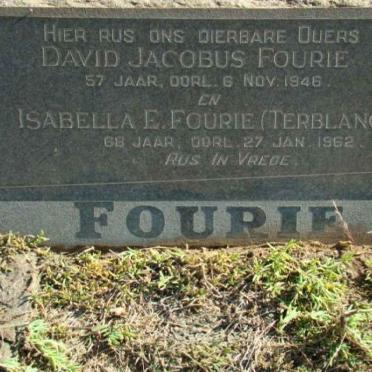 HIER RUS ONS DIERBARE OUERS
DAVID JACOBUS FOURIE
57 JAAR, OORL. 6 NOV. 1946.
EN
ISABELLA E. FOURIE (TERBLANC
68 JAAR, OORL. 27 JAN. 1962.
RUS IN VREDE.
FOURIE